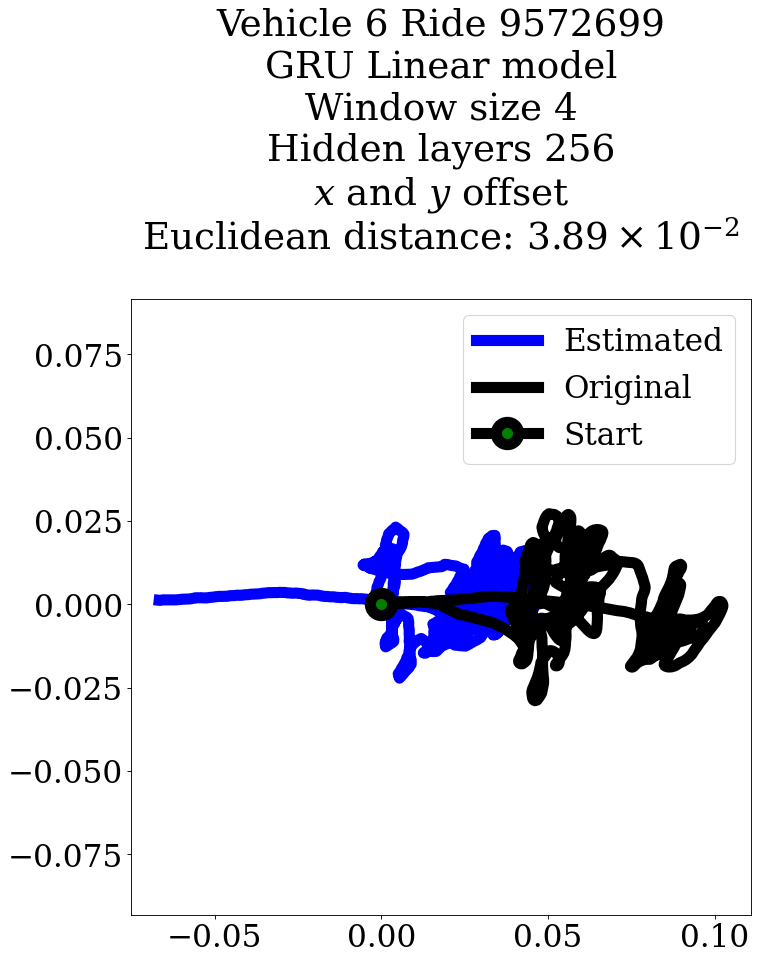 Vehicle 6 Ride 9572699
GRU Linear model
Window size 4
Hidden layers 256
x and y offset
Euclidean distance: 3.89 × 10⁻²
Estimated
Original
Start
0.075
0.050
0.025
0.000
−0.025
−0.050
−0.075
−0.05 0.00 0.05 0.10